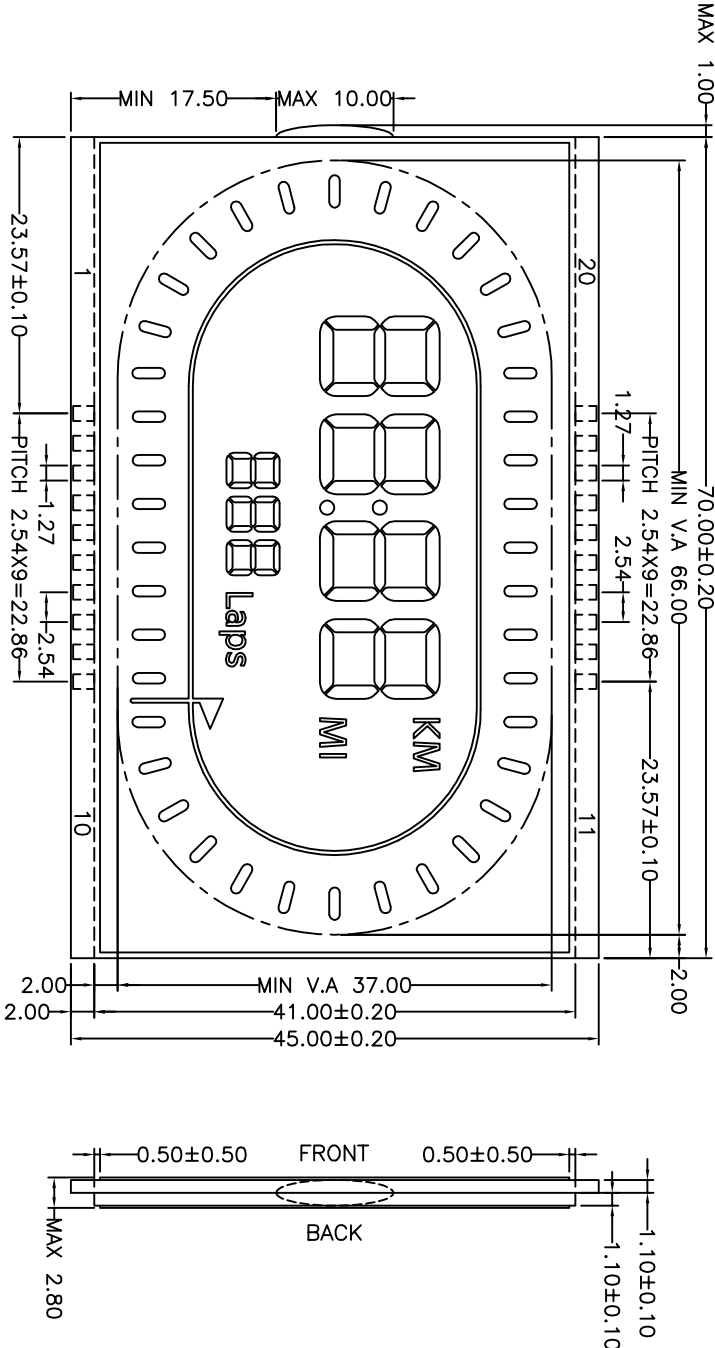 MAX 1.00
MIN 17.50
MAX 10.00
70.00±0.20
MIN V.A 66.00
2.00
23.57±0.10
PITCH 2.54X9=22.86
23.57±0.10
1.27
2.54
20
11
1
10
KM
MI
Laps
23.57±0.10
PITCH 2.54X9=22.86
1.27
2.54
2.00
MIN V.A 37.00
2.00
41.00±0.20
45.00±0.20
0.50±0.50
FRONT
0.50±0.50
BACK
MAX 2.80
1.10±0.10
1.10±0.10